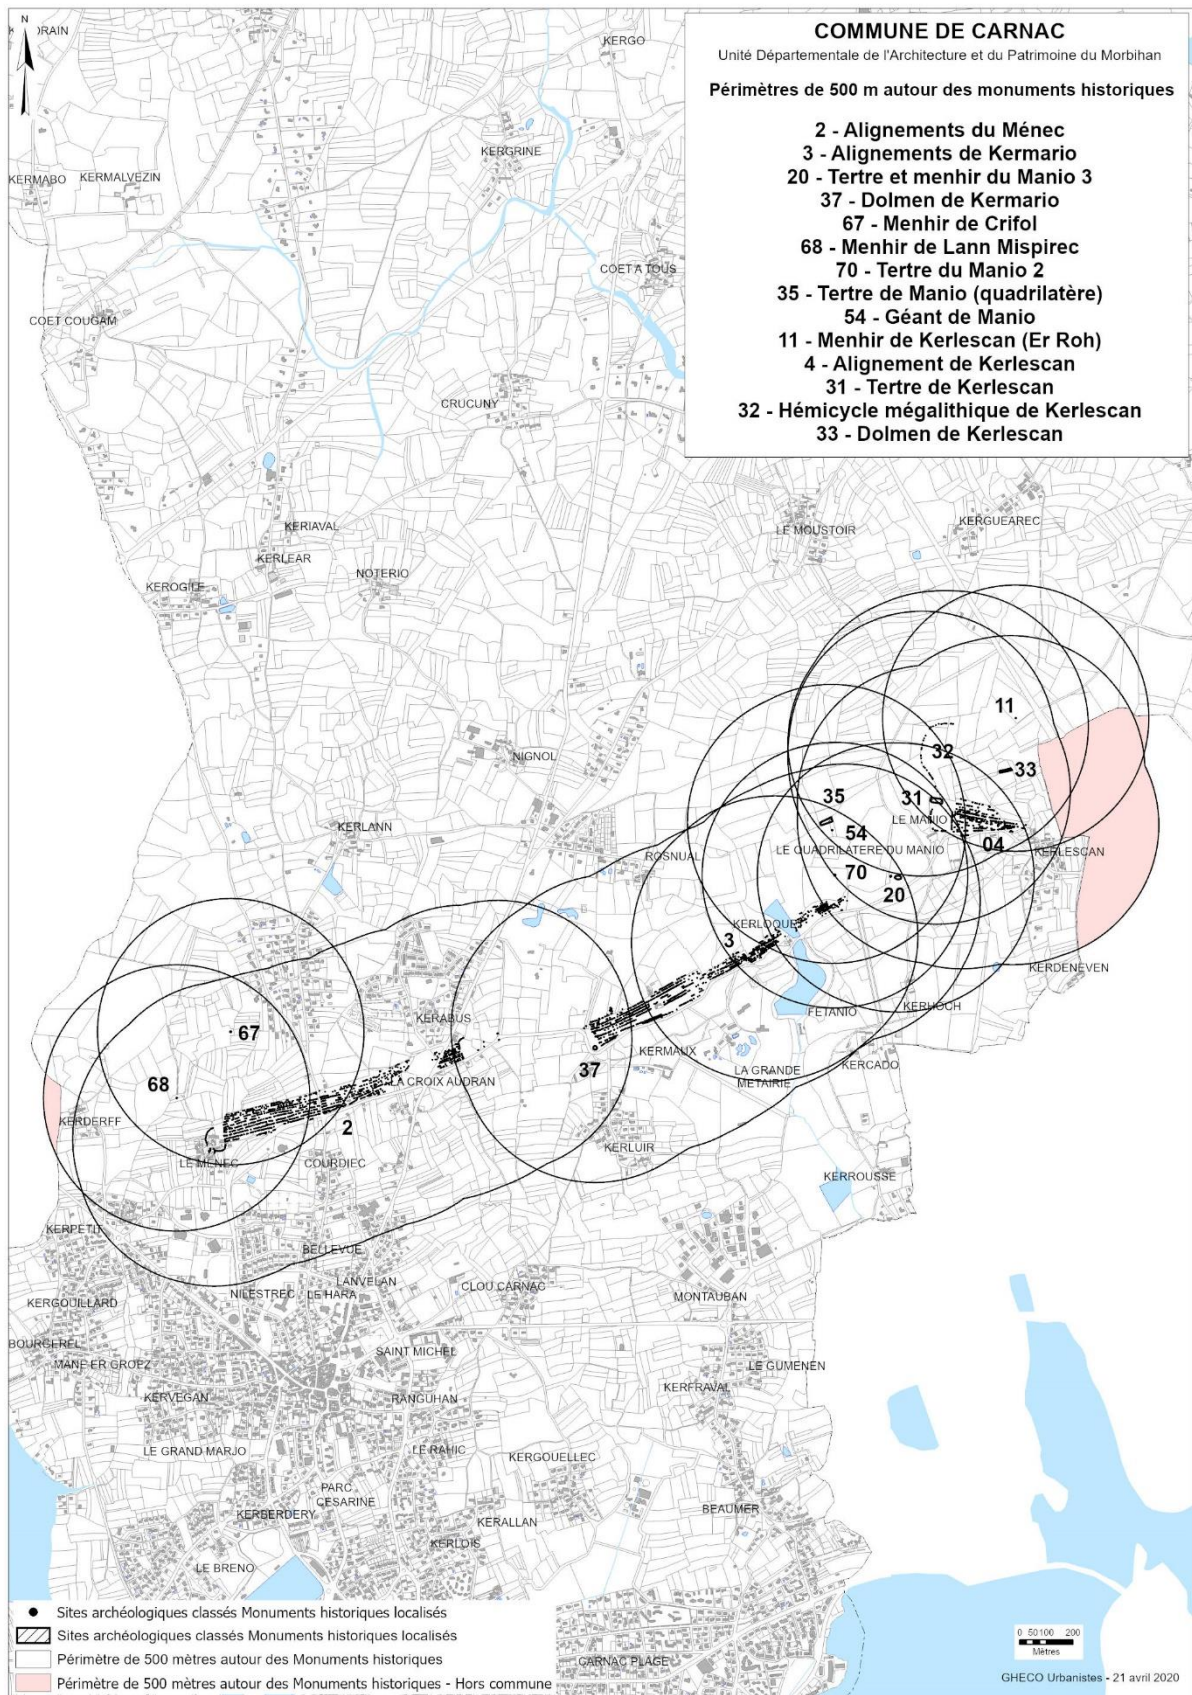 N
COMMUNE DE CARNAC
Unité Départementale de l'Architecture et du Patrimoine du Morbihan
Périmètres de 500 m autour des monuments historiques
2 - Alignements du Ménec
3 - Alignements de Kermario
20 - Tertre et menhir du Manio 3
37 - Dolmen de Kermario
67 - Menhir de Crifol
68 - Menhir de Lann Mispirec
70 - Tertre du Manio 2
35 - Tertre de Manio (quadrilatère)
54 - Géant de Manio
11 - Menhir de Kerlescan (Er Roh)
4 - Alignement de Kerlescan
31 - Tertre de Kerlescan
32 - Hémicycle mégalithique de Kerlescan
33 - Dolmen de Kerlescan
KERGO
KERGRINE
KERMABO
KERMALVEZIN
COET A TOUS
COET COUGAM
CRUCUNY
KERIAVAL
LE MOUSTOIR
KERGUEAREC
KERLEAR
NOTERIO
KEROGILE
11
32
NIGNOL
33
35
31
LE MANIO
KERLANN
54
04
LE QUADRILATERE DU MANIO
KERLESCAN
ROSNUAL
70
20
KERLOQUET
3
KERDENEVEN
KERABUS
67
FETANIO
KERHOCH
KERMAUX
37
LA GRANDE
METAIRIE
KERCADO
LA CROIX AUDRAN
68
KERDERFF
2
LE MENEC
COURDIEC
KERLUIR
KERROUSSE
KERPETIT
BELLEVUE
LANVELAN
CLOU CARNAC
NILESTREC
LE HARA
MONTAUBAN
KERGOUILLARD
BOURGEREL
SAINT MICHEL
MANE ER GROEZ
LE GUMENEN
KERVEGAN
RANGUHAN
KERFRAVAL
LE GRAND MARJO
LE RAHIC
KERGOUELLEC
PARC
CESARINE
KERBERDERY
KERALLAN
BEAUMER
KERLOIS
LE BRENO
CARNAC PLAGE
Sites archéologiques classés Monuments historiques localisés
Sites archéologiques classés Monuments historiques localisés
Périmètre de 500 mètres autour des Monuments historiques
Périmètre de 500 mètres autour des Monuments historiques - Hors commune
0 50 100 200
Mètres
GHECO Urbanistes - 21 avril 2020